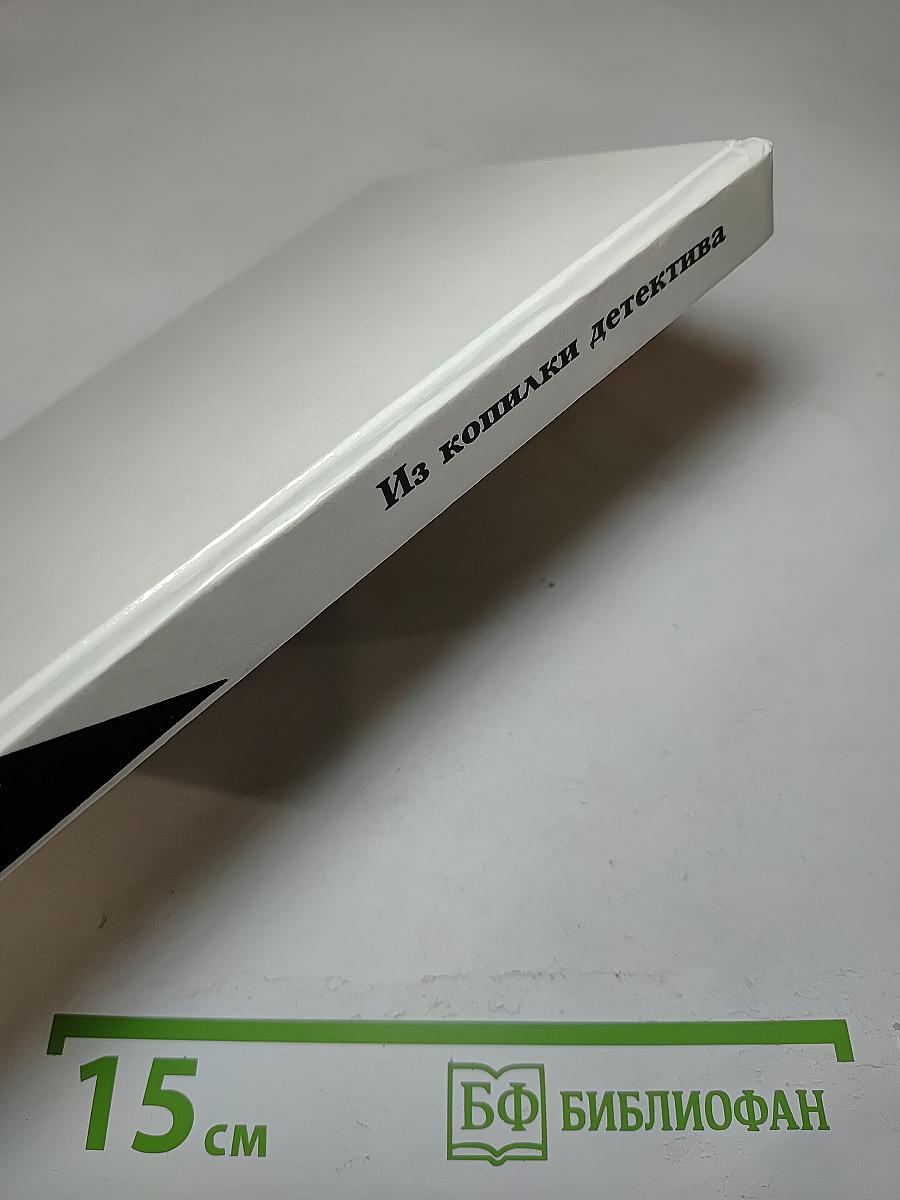 Из копилки детектива
15 см
БФ БИБЛИОФАН